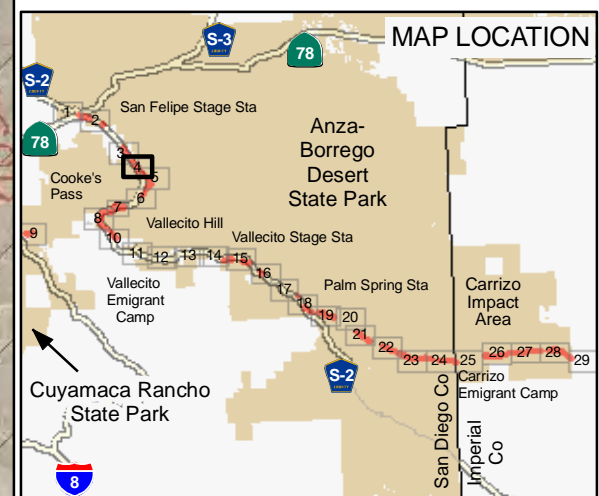 MAP LOCATION
S-3
78
S-2
1
2
San Felipe Stage Sta
78
3
4
5
6
Cooke's
Pass
Anza-
Borrego
Desert
State Park
7
8
Vallecito Hill
9
10
Vallecito Stage Sta
11
12
13
14
15
16
Vallecito
Emigrant
Camp
17
Palm Spring Sta
18
19
20
Carrizo
Impact
Area
21
22
23
24
25
26
27
28
29
S-2
Carrizo
Emigrant Camp
Cuyamaca Rancho
State Park
San Diego Co
Imperial
Co
8